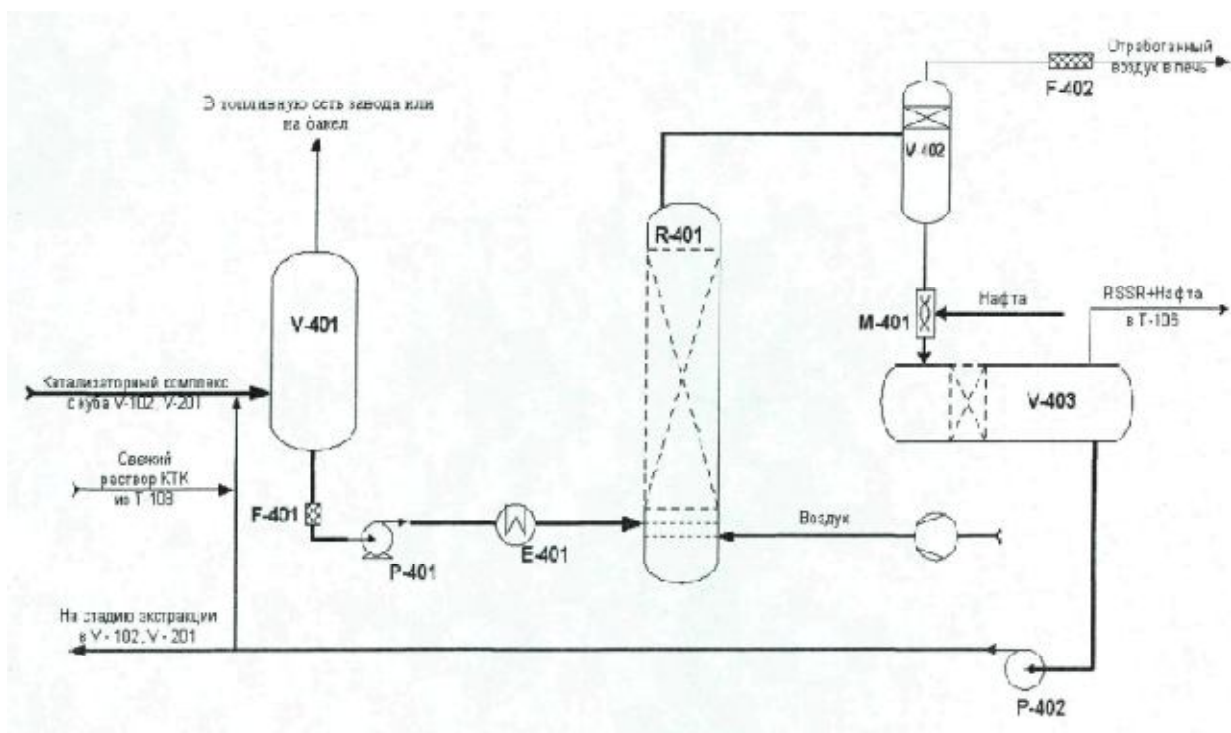 Отработанный
воздух в печь
F-402
В топливную сеть завода или
на факел
V-402
R-401
V-401
Нафта
RSSR+Нафта
M-401
в Т-106
V-403
Катализаторный комплекс
с куба V-102, V-201
Свежий
раствор КТК
из Т-103
F-401
Воздух
E-401
P-401
На стадию экстракции
в V - 102, V - 201
P-402